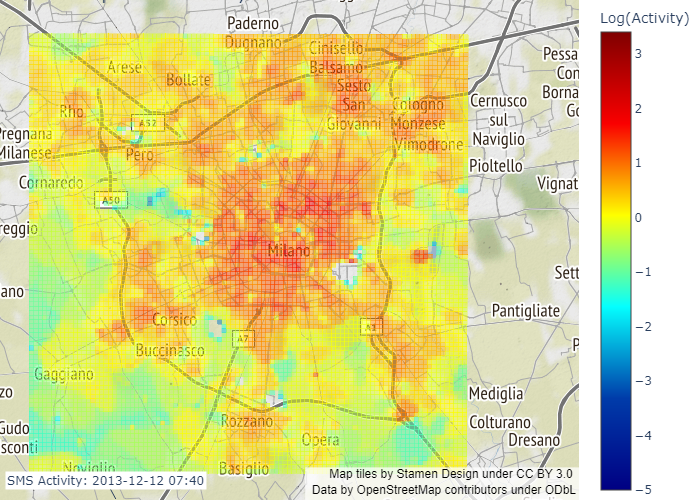 Log(Activity)
3
2
1
0
−1
−2
−3
−4
−5
Paderno
Dugnano
Cinisello
Balsamo
Arese
Bollate
Sesto
San
Giovanni
Rho
A52
Cologno
Monzese
Vimodrone
Cernusco
sul
Naviglio
Pessa
Con
Borna
Go
Pregnana
Milanese
Pero
Pioltello
Cornaredo
Vignat
A50
reggio
Milano
Sett
ano
Pantigliate
Corsico
A7
A1
P
Buccinasco
Gaggiano
zo
Mediglia
Rozzano
Colturano
Dresano
Gudo
sconti
Opera
Noviglio
Basiglio
SMS Activity: 2013-12-12 07:40
Map tiles by Stamen Design under CC BY 3.0
Data by OpenStreetMap contributors under ODbL